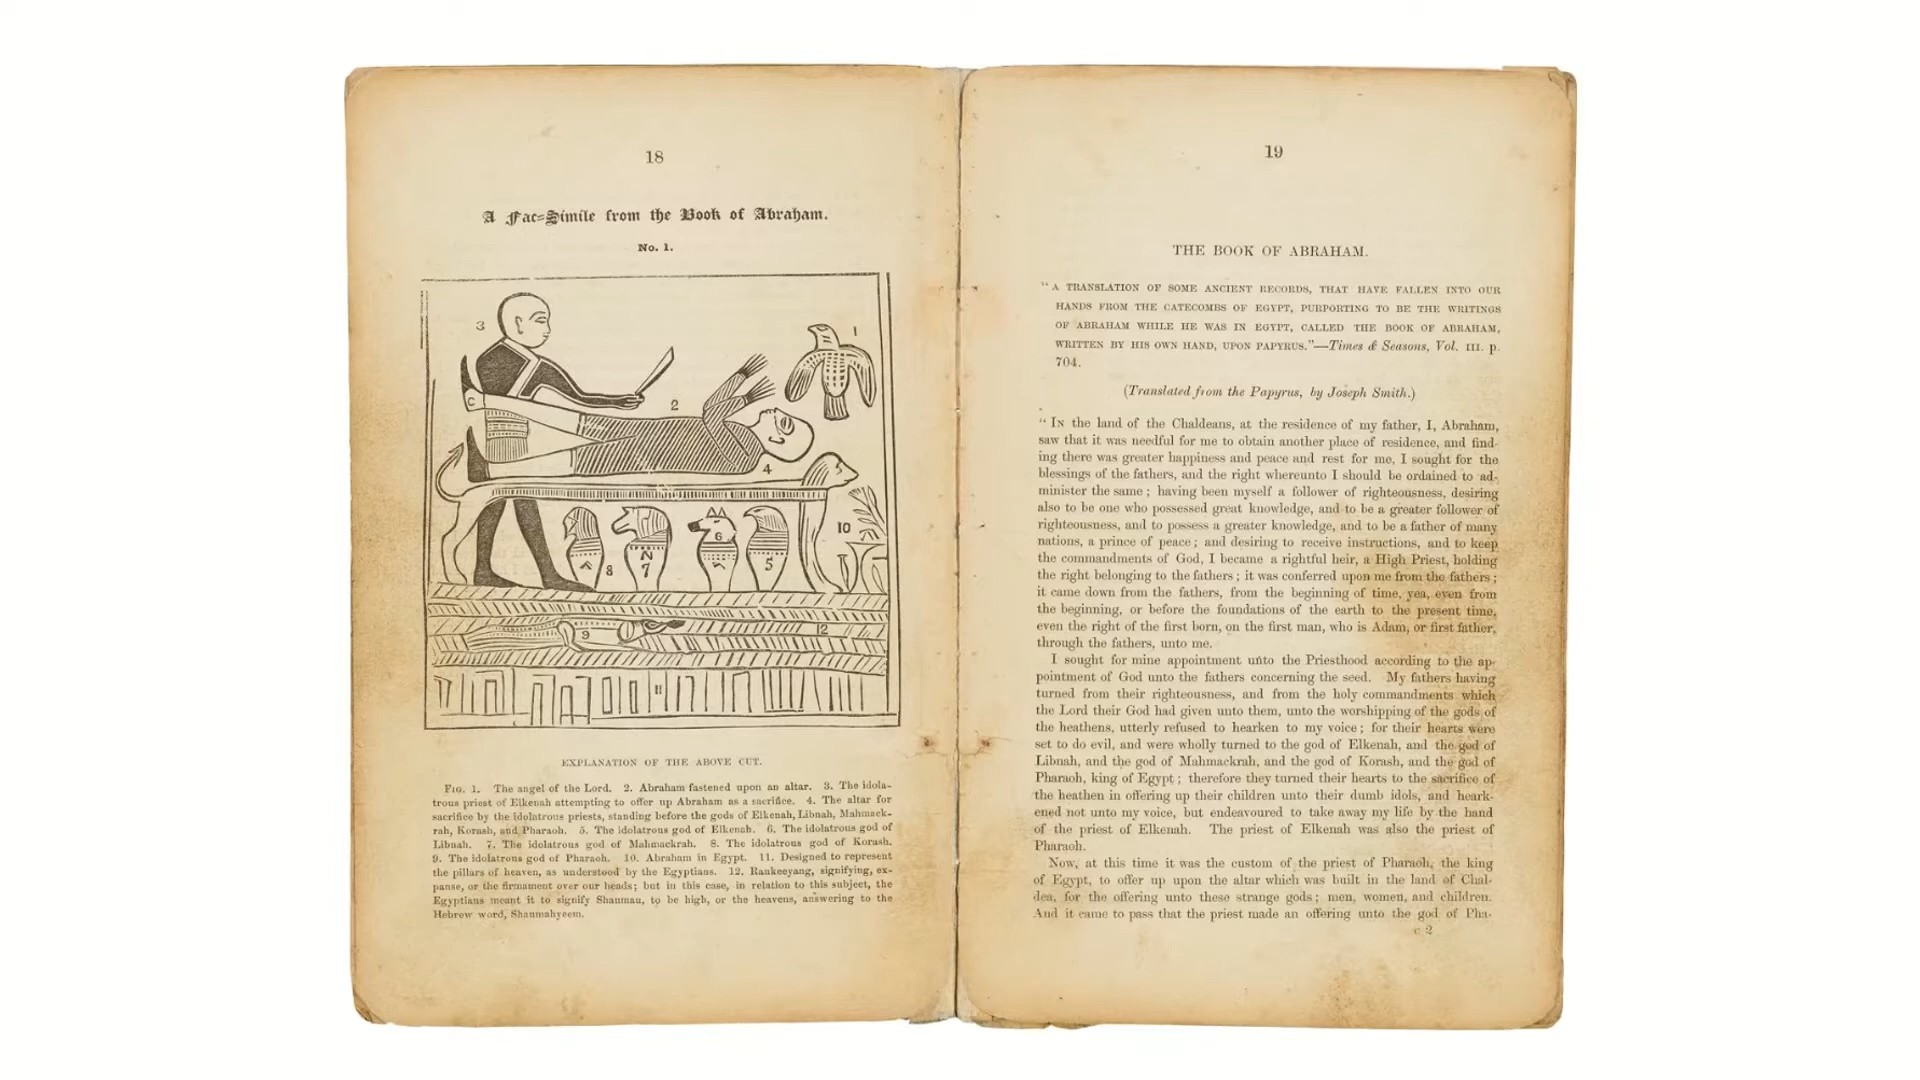 18
A Fac=Simile from the Book of Abraham.
No. 1.
3
1
C
2
4
10
6
N
8
7
5
9
12
11
EXPLANATION OF THE ABOVE CUT.
FIG. 1. The angel of the Lord. 2. Abraham fastened upon an altar. 3. The idola-
trous priest of Elkenah attempting to offer up Abraham as a sacrifice. 4. The altar for
sacrifice by the idolatrous priests, standing before the gods of Elkenah, Libnah, Mahmack-
rah, Korash, and Pharaoh. 5. The idolatrous god of Elkenah. 6. The idolatrous god of
Libnah. 7. The idolatrous god of Mahmackrah. 8. The idolatrous god of Korash.
9. The idolatrous god of Pharaoh. 10. Abraham in Egypt. 11. Designed to represent
the pillars of heaven, as understood by the Egyptians. 12. Raukeeyang, signifying, ex-
panse, or the firmament over our heads; but in this case, in relation to this subject, the
Egyptians meant it to signify Shaumau, to be high, or the heavens, answering to the
Hebrew word, Shaumahyeem.
19
THE BOOK OF ABRAHAM.
"A TRANSLATION OF SOME ANCIENT RECORDS, THAT HAVE FALLEN INTO OUR
HANDS FROM THE CATECOMBS OF EGYPT, PURPORTING TO BE THE WRITINGS
OF ABRAHAM WHILE HE WAS IN EGYPT, CALLED THE BOOK OF ABRAHAM,
WRITTEN BY HIS OWN HAND, UPON PAPYRUS."—Times & Seasons, Vol. III. p.
704.
(Translated from the Papyrus, by Joseph Smith.)
"IN the land of the Chaldeans, at the residence of my father, I, Abraham,
saw that it was needful for me to obtain another place of residence, and find-
ing there was greater happiness and peace and rest for me, I sought for the
blessings of the fathers, and the right whereunto I should be ordained to ad-
minister the same; having been myself a follower of righteousness, desiring
also to be one who possessed great knowledge, and to be a greater follower of
righteousness, and to possess a greater knowledge, and to be a father of many
nations, a prince of peace; and desiring to receive instructions, and to keep
the commandments of God, I became a rightful heir, a High Priest, holding
the right belonging to the fathers; it was conferred upon me from the fathers;
it came down from the fathers, from the beginning of time, yea, even from
the beginning, or before the foundations of the earth to the present time,
even the right of the first born, on the first man, who is Adam, or first father,
through the fathers, unto me.
I sought for mine appointment unto the Priesthood according to the ap-
pointment of God unto the fathers concerning the seed. My fathers having
turned from their righteousness, and from the holy commandments which
the Lord their God had given unto them, unto the worshipping of the gods of
the heathens, utterly refused to hearken to my voice; for their hearts were
set to do evil, and were wholly turned to the god of Elkenah, and the god of
Libnah, and the god of Mahmackrah, and the god of Korash, and the god of
Pharaoh, king of Egypt; therefore they turned their hearts to the sacrifice of
the heathen in offering up their children unto their dumb idols, and heark-
ened not unto my voice, but endeavoured to take away my life by the hand
of the priest of Elkenah. The priest of Elkenah was also the priest of
Pharaoh.
Now, at this time it was the custom of the priest of Pharaoh, the king
of Egypt, to offer up upon the altar which was built in the land of Chal-
dea, for the offering unto these strange gods; men, women, and children.
And it came to pass that the priest made an offering unto the god of Pha-
c 2